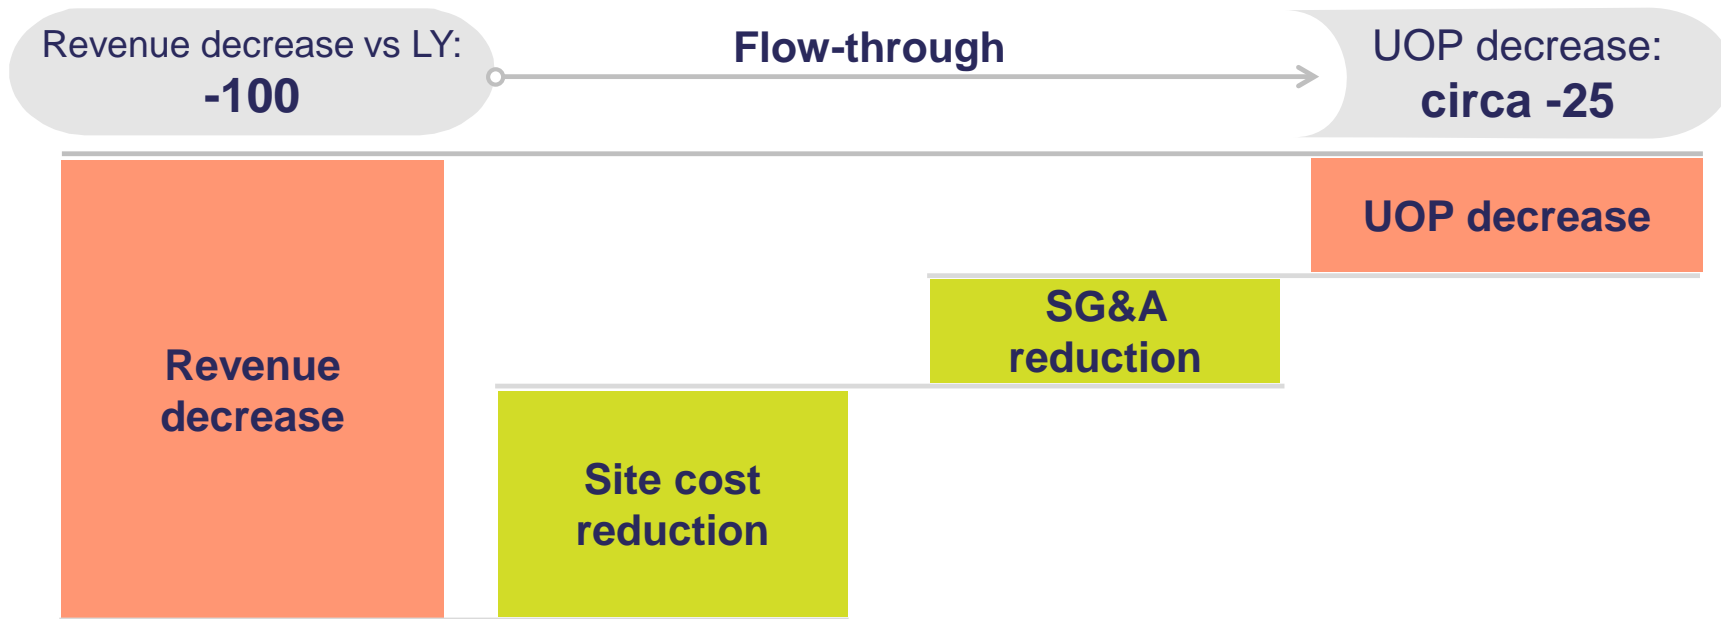 Revenue decrease vs LY:
-100
Flow-through
UOP decrease:
circa -25
Revenue
decrease
Site cost
reduction
SG&A
reduction
UOP decrease